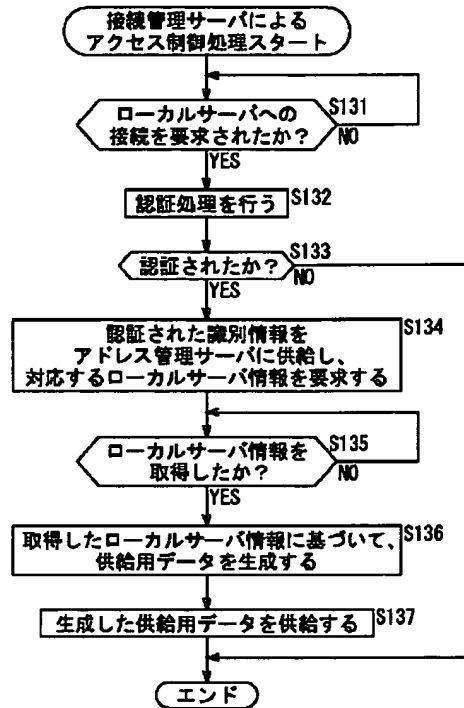 接続管理サーバによる
アクセス制御処理スタート
ローカルサーバへの
接続を要求されたか？
S131
NO
YES
認証処理を行う
S132
認証されたか？
S133
NO
YES
認証された識別情報を
アドレス管理サーバに供給し、
対応するローカルサーバ情報を要求する
S134
ローカルサーバ情報を
取得したか？
S135
NO
YES
取得したローカルサーバ情報に基づいて、
供給用データを生成する
S136
生成した供給用データを供給する
S137
エンド